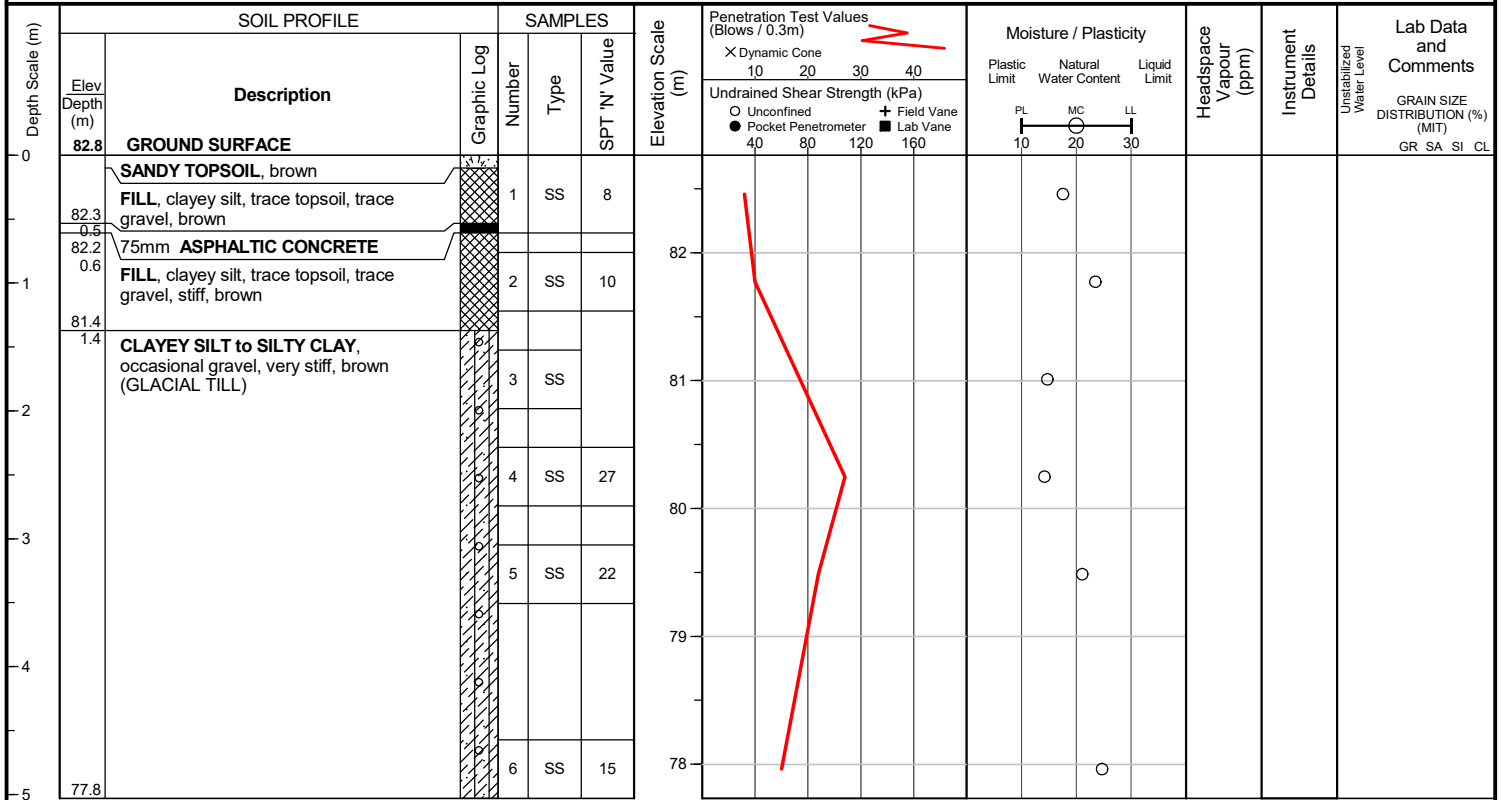 SOIL PROFILE
SAMPLES
Depth Scale (m)
Elev
Depth
(m)
Description
Graphic Log
Number
Type
SPT 'N' Value
Elevation Scale
(m)
Penetration Test Values
(Blows / 0.3m)
X Dynamic Cone
10 20 30 40
Undrained Shear Strength (kPa)
Unconfined
Field Vane
Pocket Penetrometer
Lab Vane
40 80 120 160
Moisture / Plasticity
Plastic
Limit
Natural
Water Content
Liquid
Limit
PL MC LL
10 20 30
Headspace
Vapour
(ppm)
Instrument
Details
Unstabilized
Water Level
Lab Data
and
Comments
GRAIN SIZE
DISTRIBUTION (%)
(MIT)
GR SA SI CL
82.8 GROUND SURFACE
0
SANDY TOPSOIL, brown
FILL, clayey silt, trace topsoil, trace
gravel, brown
1 SS 8
82.3
0.5
82.2
0.6
75mm ASPHALTIC CONCRETE
82
FILL, clayey silt, trace topsoil, trace
gravel, stiff, brown
1
2 SS 10
81.4
1.4
CLAYEY SILT to SILTY CLAY,
occasional gravel, very stiff, brown
(GLACIAL TILL)
3 SS
81
2
4 SS 27
80
3
5 SS 22
79
4
78
6 SS 15
77.8
5